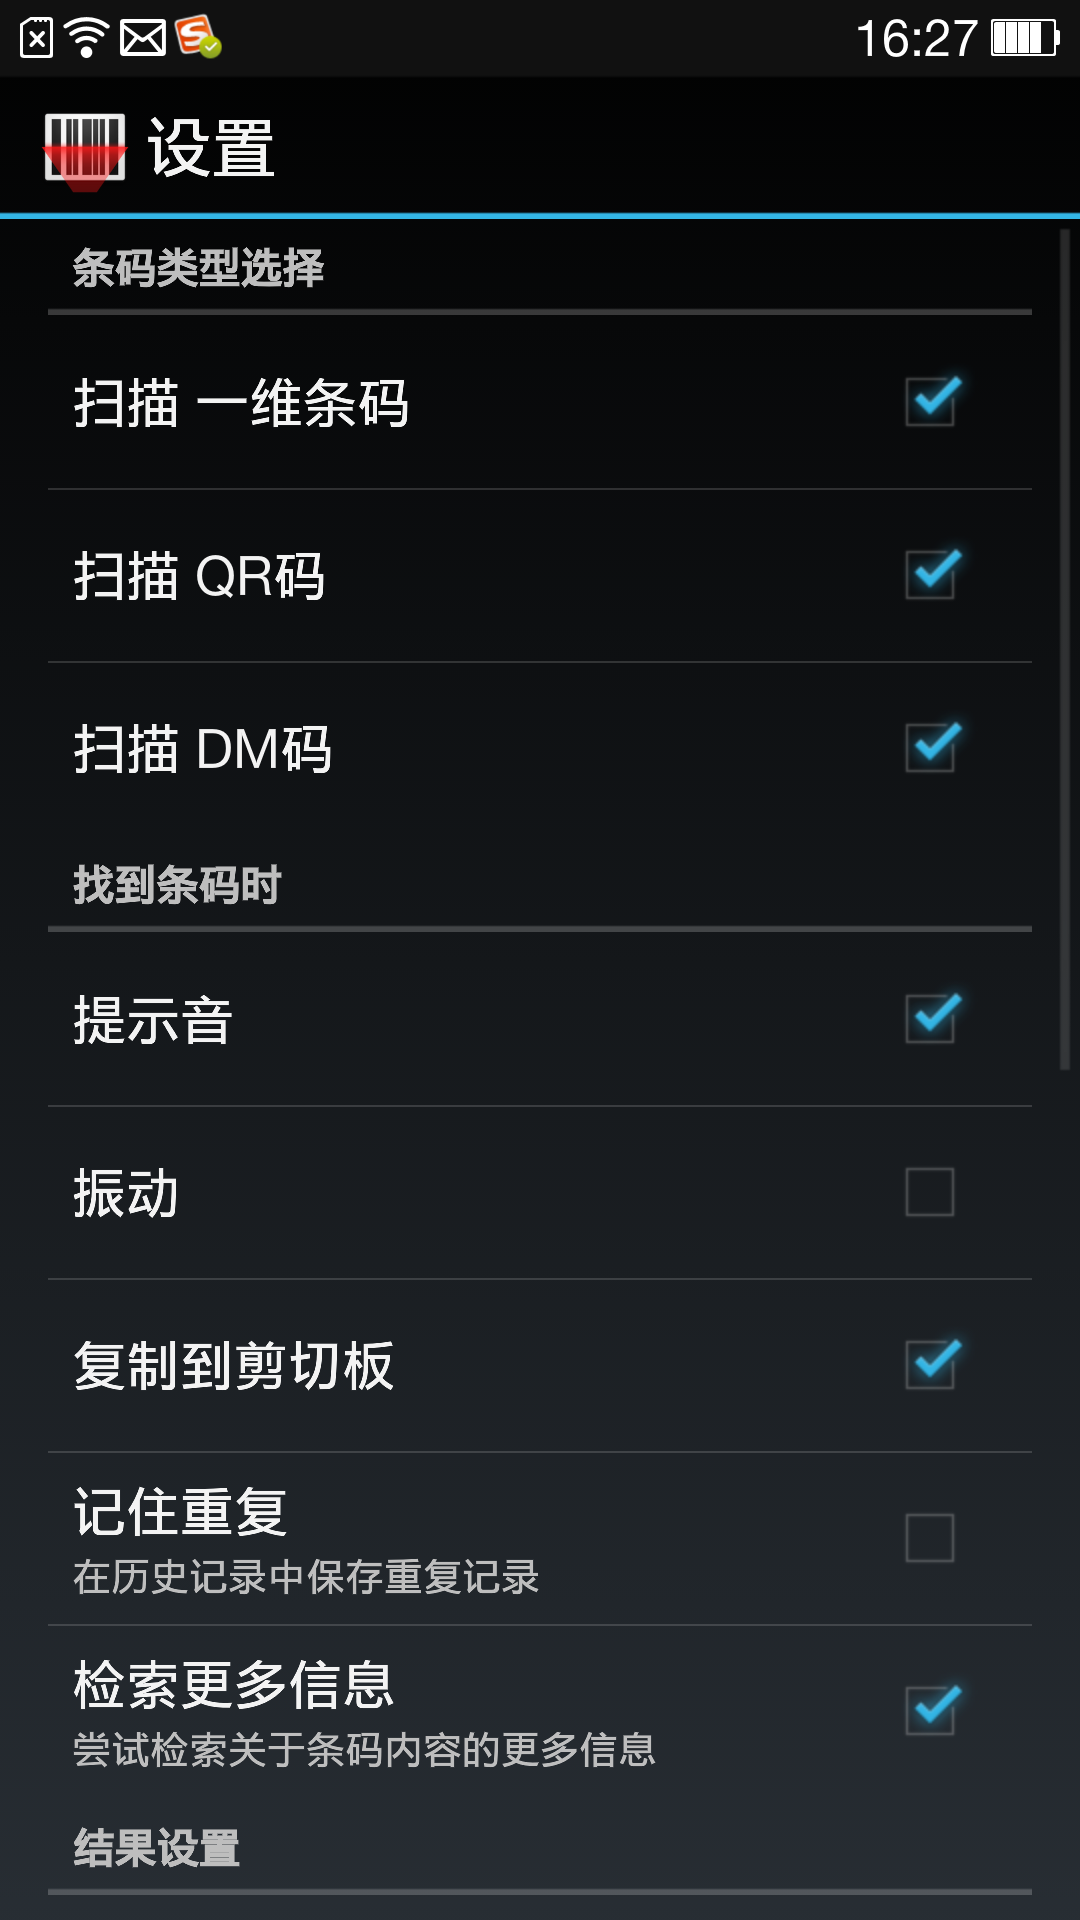 16:27
设置
条码类型选择
扫描 一维条码
扫描 QR码
扫描 DM码
找到条码时
提示音
振动
复制到剪切板
记住重复
在历史记录中保存重复记录
检索更多信息
尝试检索关于条码内容的更多信息
结果设置